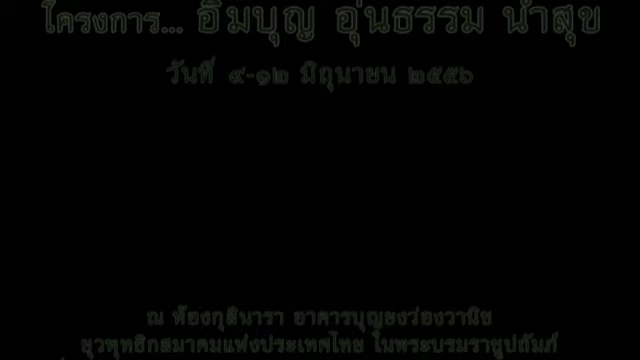 โครงการ... อิ่มบุญ อุ่นธรรม นำสุข
วันที่ ๔-๑๒ มิถุนายน ๒๕๕๖
ณ ห้องกุสินารา อาคารบุญยงว่องวานิช
ยุวพุทธิกสมาคมแห่งประเทศไทย ในพระบรมราชูปถัมภ์